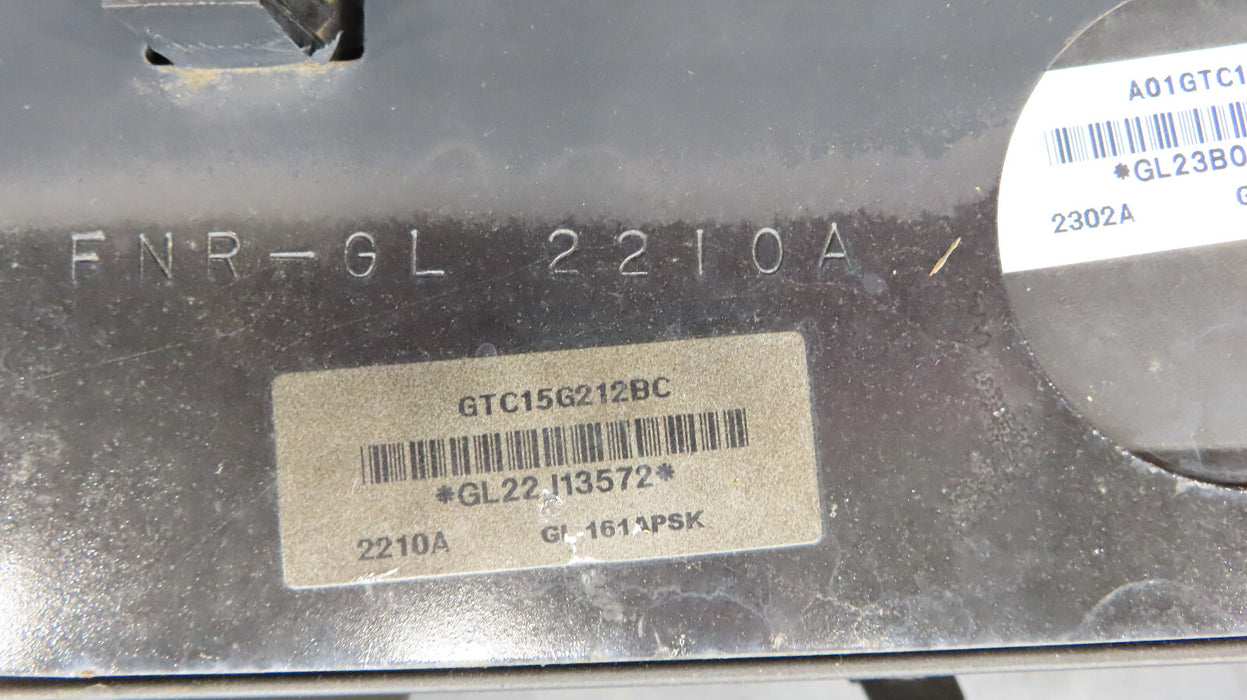 FNR-GL 2210A
GTC15G212BC
*GL22J13572*
2210A GL-161APSK
A01GTC1
*GL23B0
2302A G